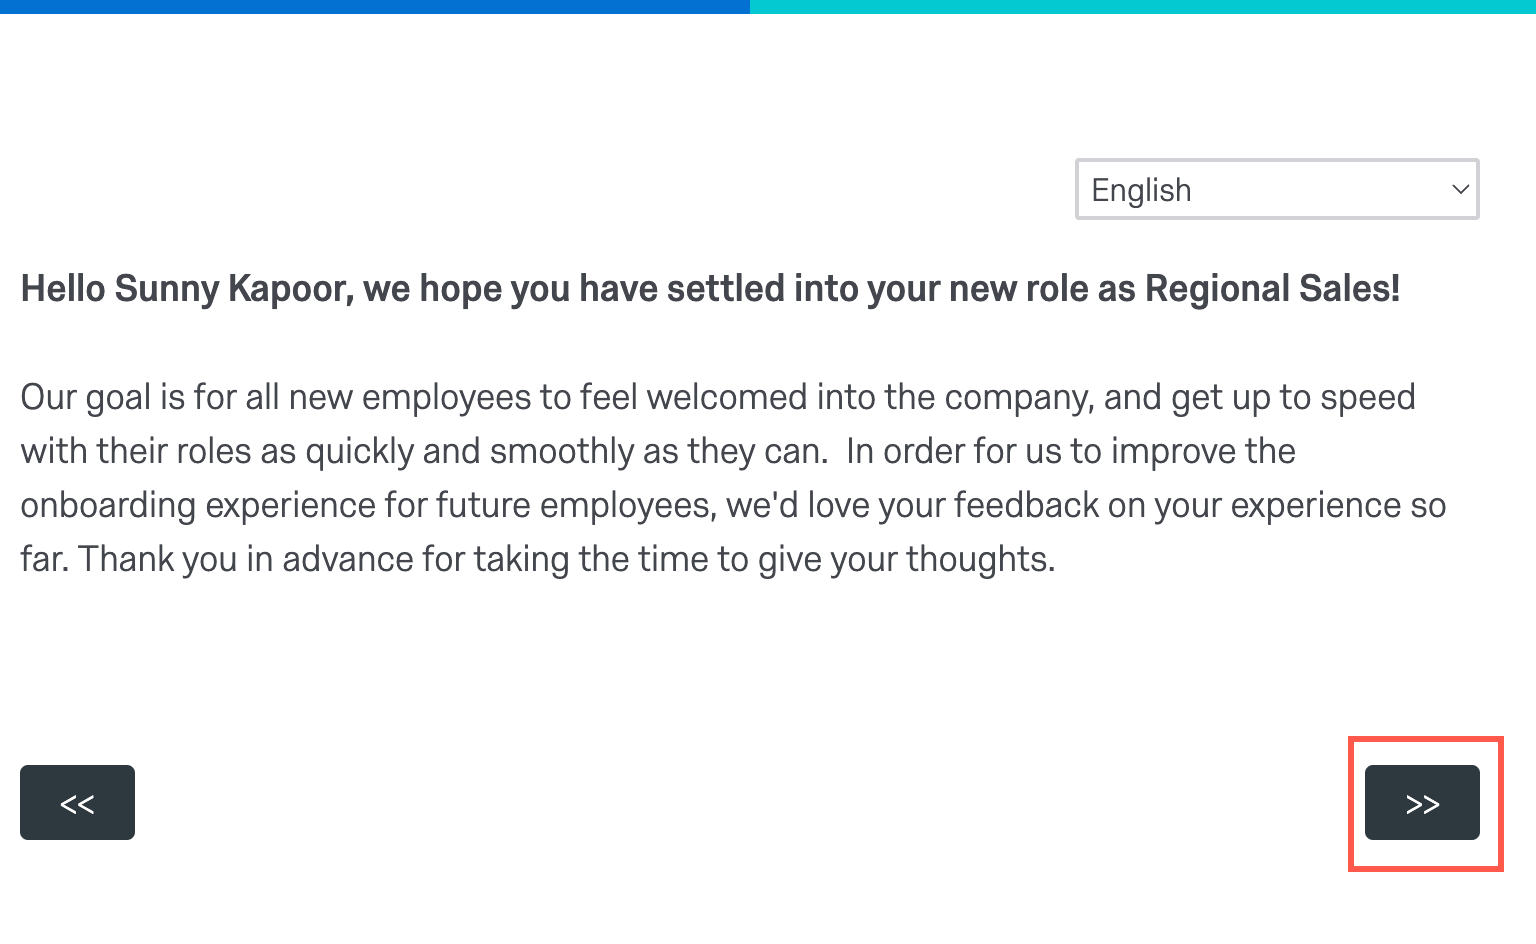 English
Hello Sunny Kapoor, we hope you have settled into your new role as Regional Sales!
Our goal is for all new employees to feel welcomed into the company, and get up to speed
with their roles as quickly and smoothly as they can.  In order for us to improve the
onboarding experience for future employees, we'd love your feedback on your experience so
far. Thank you in advance for taking the time to give your thoughts.
<<
>>